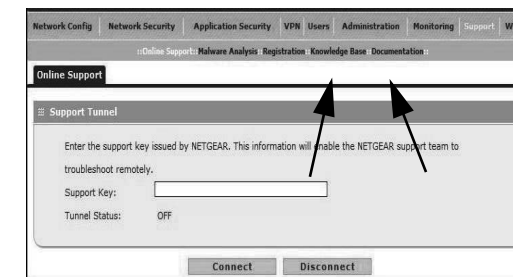 Network Config Network Security Application Security VPN Users Administration Monitoring Support W
::Online Support: Malware Analysis Registration Knowledge Base Documentation::
Online Support
Support Tunnel
Enter the support key issued by NETGEAR. This information will enable the NETGEAR support team to
troubleshoot remotely.
Support Key:
Tunnel Status: OFF
Connect Disconnect